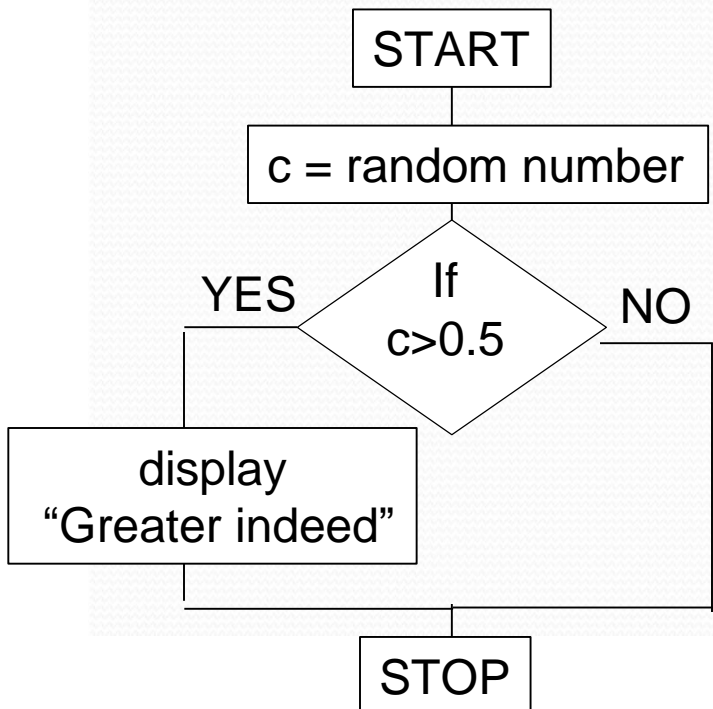 START
c = random number
If
c>0.5
YES
NO
display
“Greater indeed”
STOP